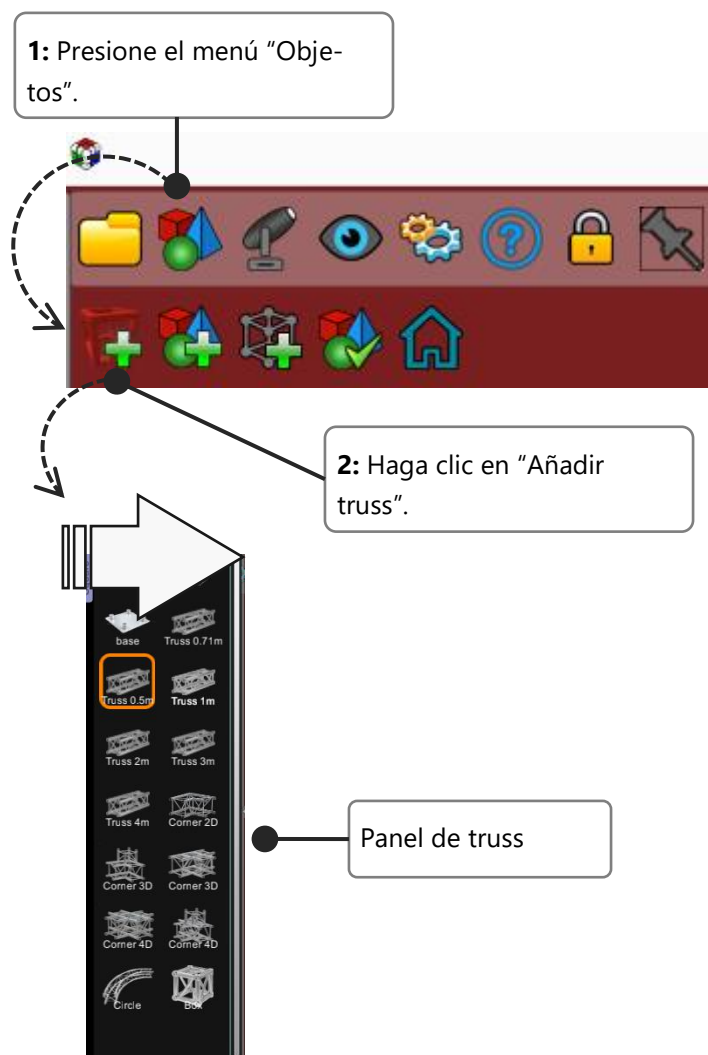 1: Presione el menú “Obje-
tos”.
2: Haga clic en “Añadir
truss”.
base
Truss 0.71m
Truss 0.5m
Truss 1m
Truss 2m
Truss 3m
Truss 4m
Corner 2D
Corner 3D
Corner 3D
Corner 4D
Corner 4D
Circle
Box
Panel de truss